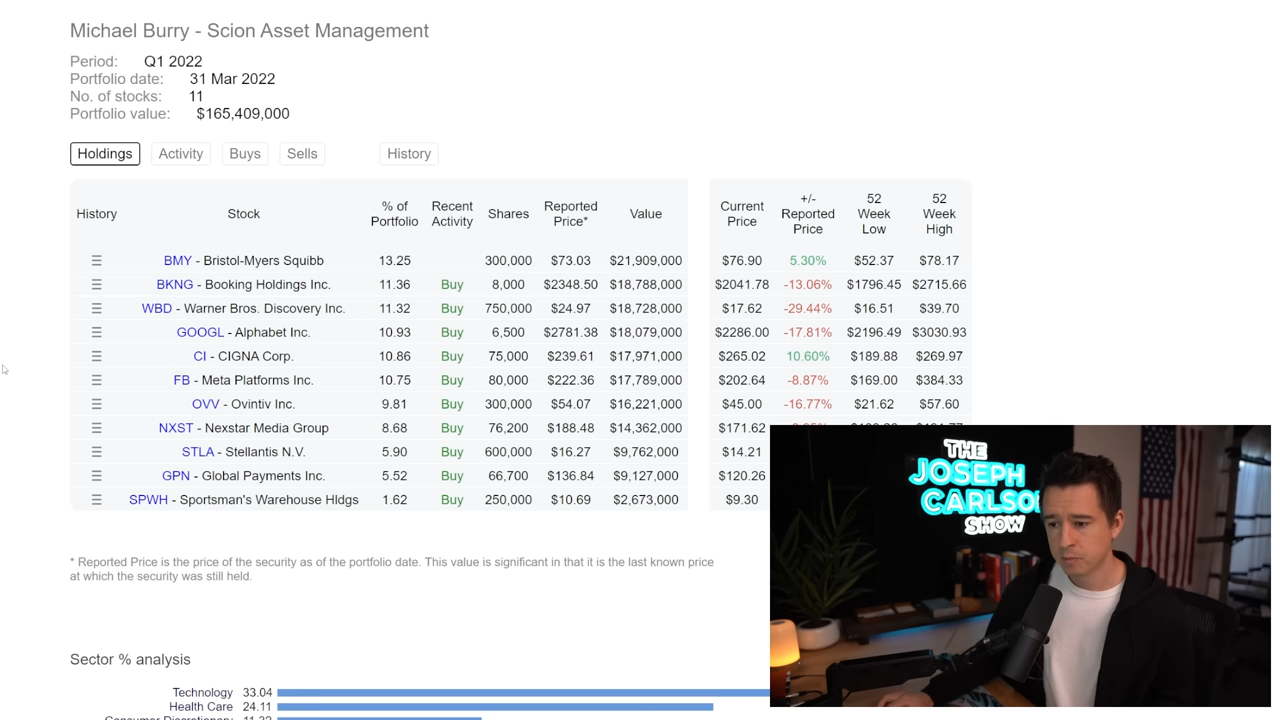 Michael Burry - Scion Asset Management
Period: Q1 2022
Portfolio date: 31 Mar 2022
No. of stocks: 11
Portfolio value: $165,409,000
Holdings Activity Buys Sells History
History Stock % of Portfolio Recent Activity Shares Reported Price* Value Current Price +/- Reported Price 52 Week Low 52 Week High
BMY - Bristol-Myers Squibb 13.25 300,000 $73.03 $21,909,000 $76.90 5.30% $52.37 $78.17
BKNG - Booking Holdings Inc. 11.36 Buy 8,000 $2348.50 $18,788,000 $2041.78 -13.06% $1796.45 $2715.66
WBD - Warner Bros. Discovery Inc. 11.32 Buy 750,000 $24.97 $18,728,000 $17.62 -29.44% $16.51 $39.70
GOOGL - Alphabet Inc. 10.93 Buy 6,500 $2781.38 $18,079,000 $2286.00 -17.81% $2196.49 $3030.93
CI - CIGNA Corp. 10.86 Buy 75,000 $239.61 $17,971,000 $265.02 10.60% $189.88 $269.97
FB - Meta Platforms Inc. 10.75 Buy 80,000 $222.36 $17,789,000 $202.64 -8.87% $169.00 $384.33
OVV - Ovintiv Inc. 9.81 Buy 300,000 $54.07 $16,221,000 $45.00 -16.77% $21.62 $57.60
NXST - Nexstar Media Group 8.68 Buy 76,200 $188.48 $14,362,000 $171.62
STLA - Stellantis N.V. 5.90 Buy 600,000 $16.27 $9,762,000 $14.21
GPN - Global Payments Inc. 5.52 Buy 66,700 $136.84 $9,127,000 $120.26
SPWH - Sportsman's Warehouse Hldgs 1.62 Buy 250,000 $10.69 $2,673,000 $9.30
* Reported Price is the price of the security as of the portfolio date. This value is significant in that it is the last known price
at which the security was still held.
Sector % analysis
Technology 33.04
Health Care 24.11
Consumer Discretionary 11.32
THE
JOSEPH
CARLSO
SHOW